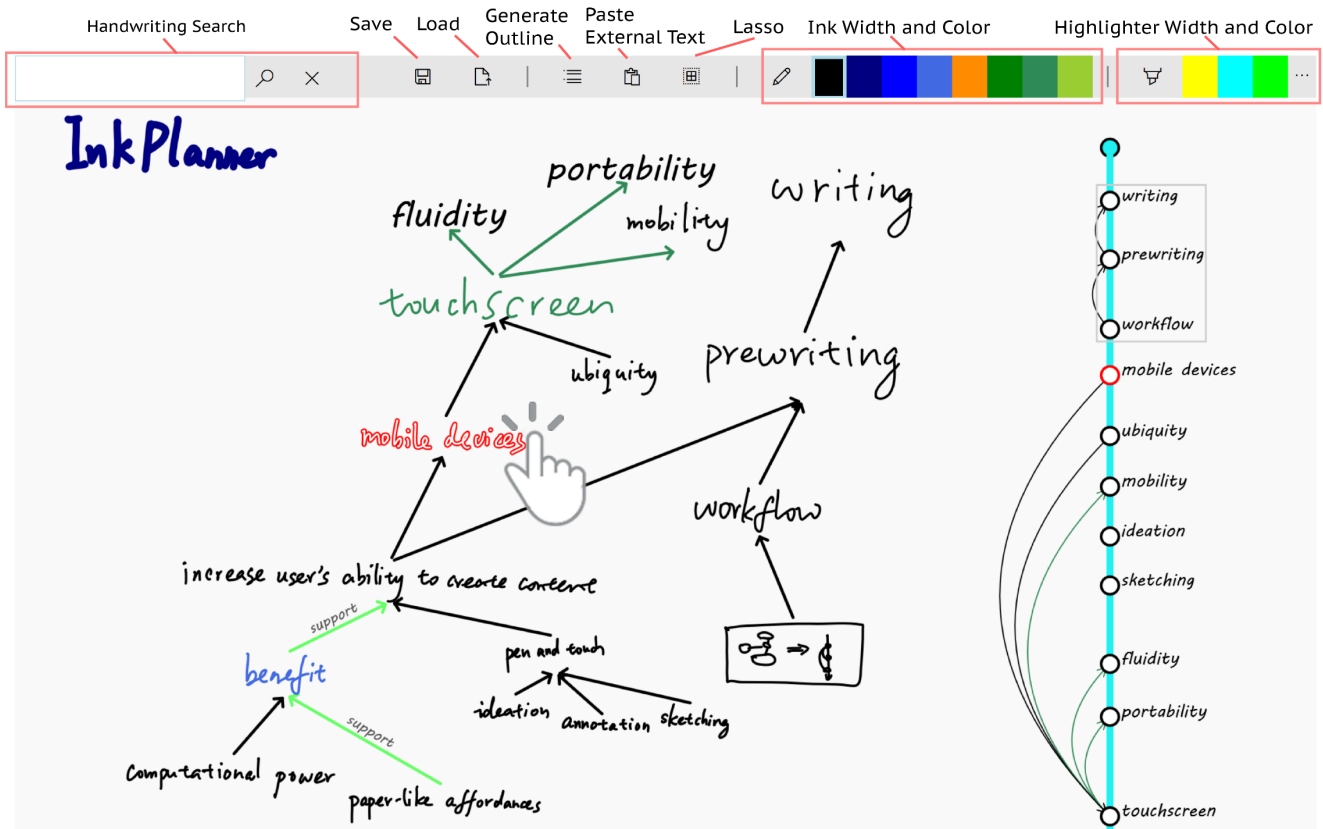 Handwriting Search
Save
Load
Generate
Outline
Paste
External Text
Lasso
Ink Width and Color
Highlighter Width and Color
InkPlanner
portability
writing
fluidity
mobility
touchscreen
prewriting
ubiquity
mobile devices
workflow
increase user's ability to create content
support
pen and touch
benefit
ideation
annotation
sketching
support
computational power
paper-like affordances
writing
prewriting
workflow
mobile devices
ubiquity
mobility
ideation
sketching
fluidity
portability
touchscreen